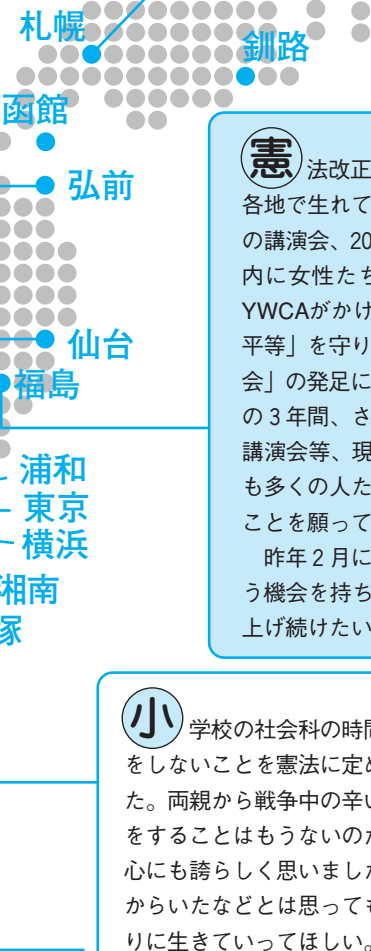 札幌
釧路
函館
弘前
仙台
福島
浦和
東京
横浜
湘南
塚
憲法改正
各地で生れて
の講演会、20
内に女性たち
YWCAがかけ
平等」を守り
会」の発足に
の3年間、さ
講演会等、現
も多くの人た
ことを願って
昨年2月に
う機会を持ち
上げ続けたい
小学校の社会科の時間
をしないことを憲法に定め
た。両親から戦争中の辛い
をすることはもうないのだ
心にも誇らしく思いました
からいたなどとは思っても
りに生きていってほしい。